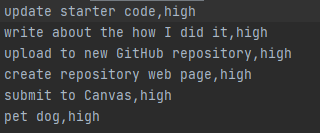 update starter code,high
write about the how I did it,high
upload to new GitHub repository,high
create repository web page,high
submit to Canvas,high
pet dog,high